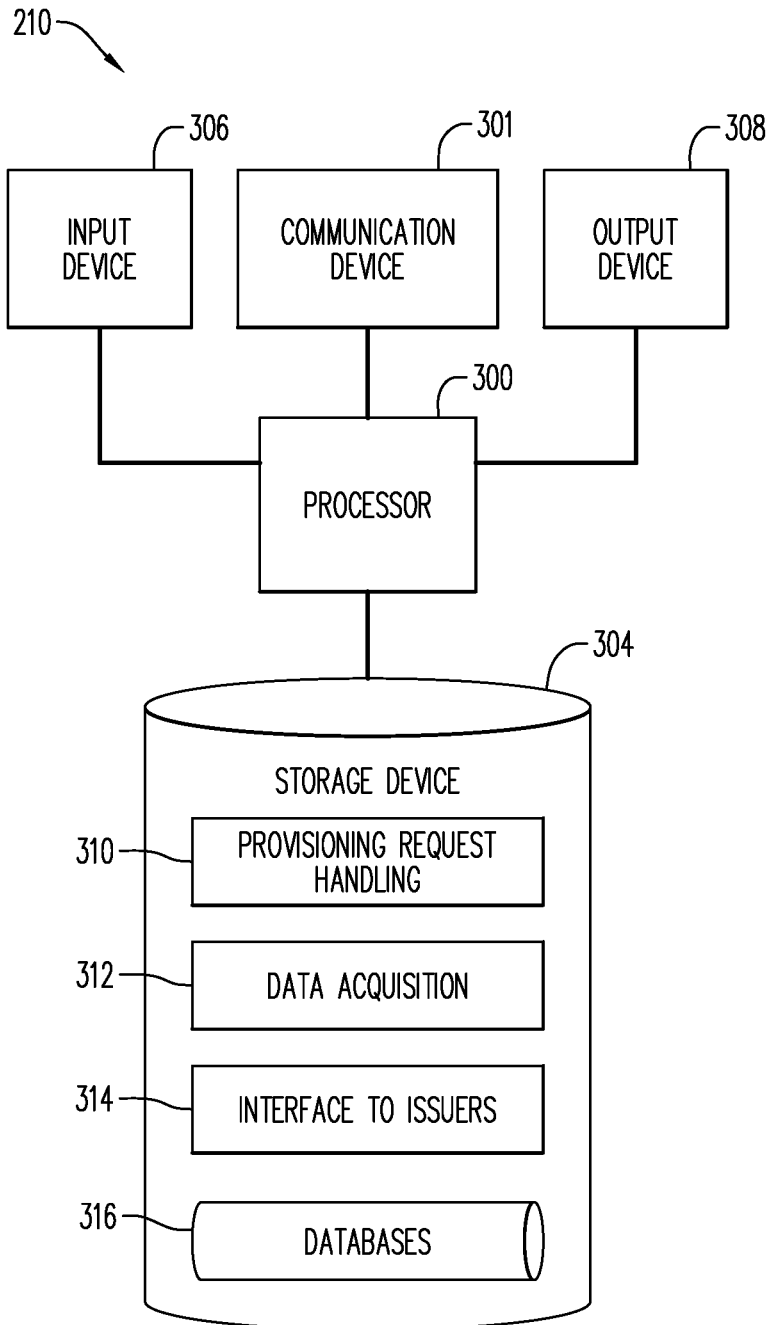 210
306
301
308
INPUT
DEVICE
COMMUNICATION
DEVICE
OUTPUT
DEVICE
300
PROCESSOR
304
STORAGE DEVICE
310
PROVISIONING REQUEST
HANDLING
312
DATA ACQUISITION
314
INTERFACE TO ISSUERS
316
DATABASES